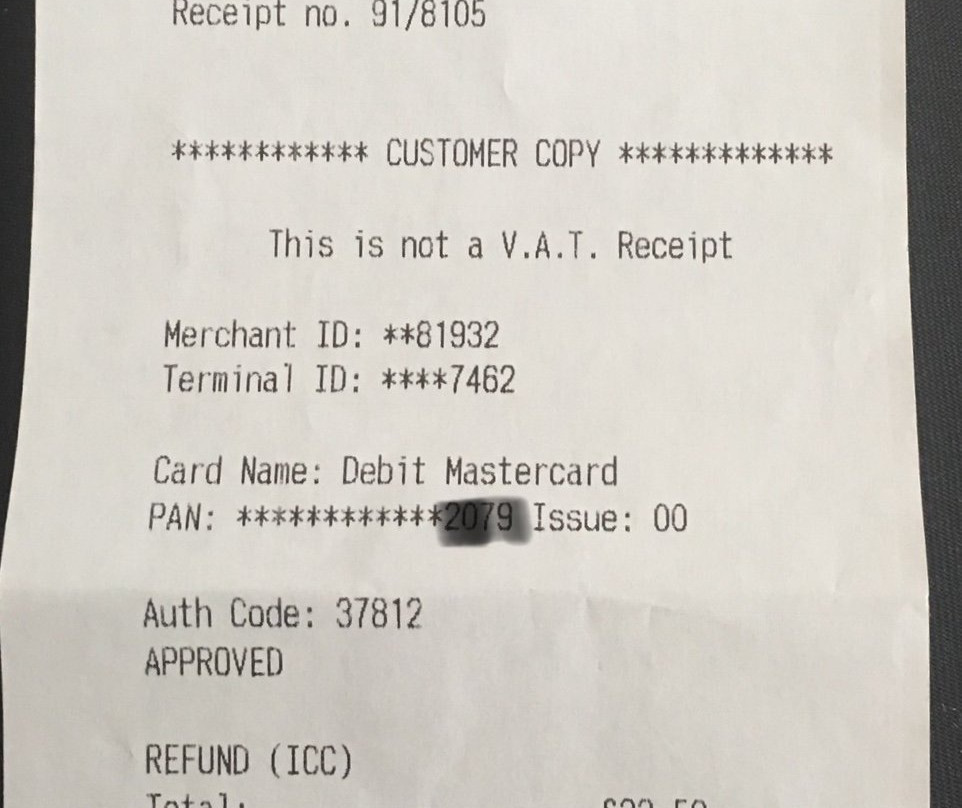 Receipt no. 91/8105
************ CUSTOMER COPY *************
This is not a V.A.T. Receipt
Merchant ID: **81932
Terminal ID: ****7462
Card Name: Debit Mastercard
PAN: ************2079 Issue: 00
Auth Code: 37812
APPROVED
REFUND (ICC)
Total: